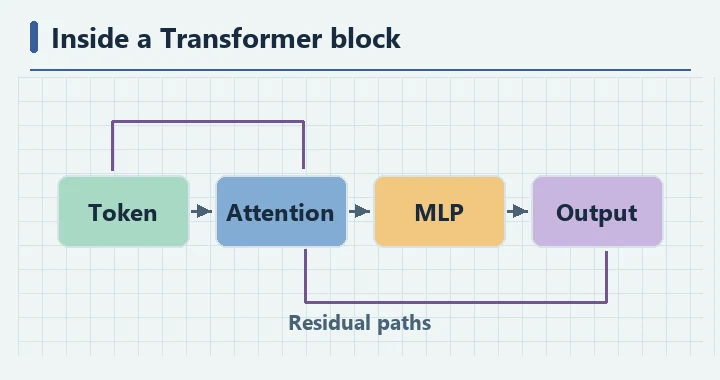 Inside a Transformer block
Token
Attention
MLP
Output
Residual paths